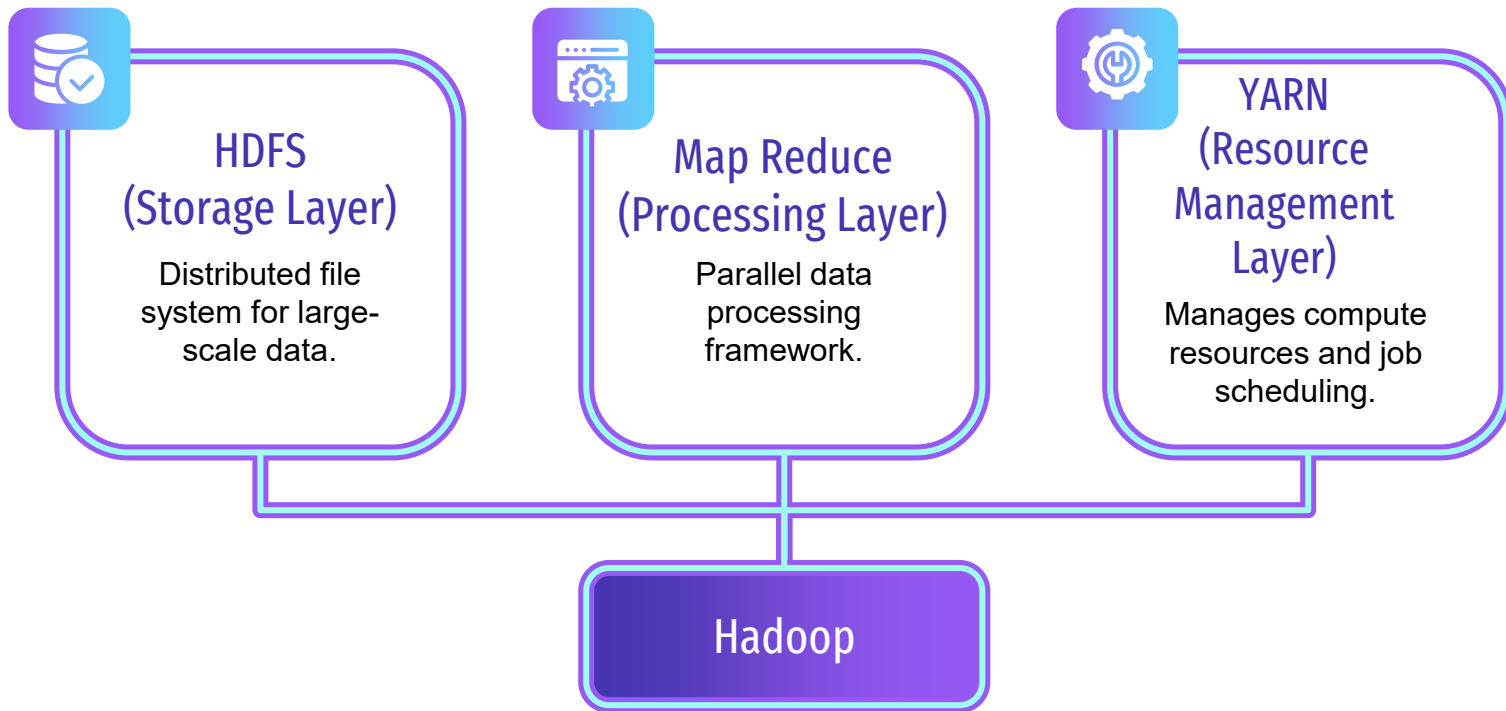 HDFS
(Storage Layer)
Distributed file
system for large-
scale data.
Map Reduce
(Processing Layer)
Parallel data
processing
framework.
YARN
(Resource
Management
Layer)
Manages compute
resources and job
scheduling.
Hadoop